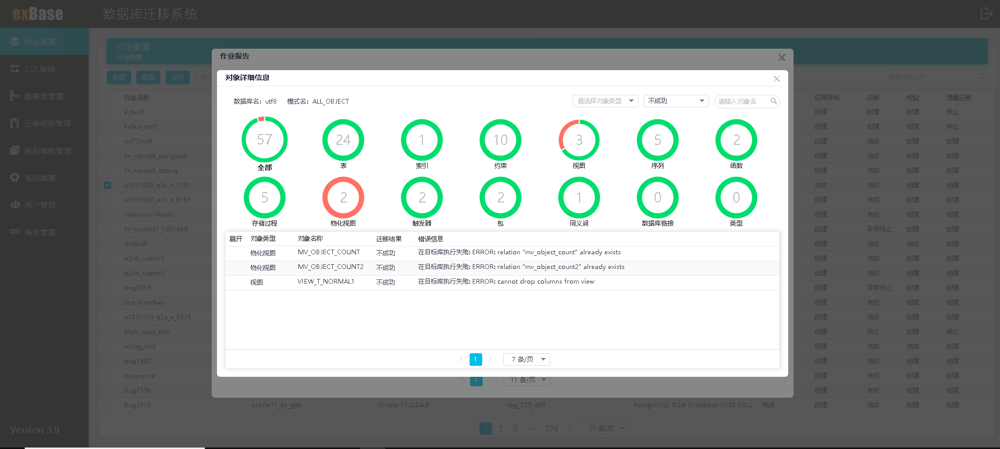 exBase 数据库迁移系统
作业配置
SQL转换
数据源管理
迁移规则管理
规则模板管理
系统配置
用户管理
角色管理
Version 3.9
作业配置
作业配置
新建 配置 运行
搜索作业名称
作业名称 应用评估 迁移 校验 增量迁移
k_test1 创建 创建 创建 停止
kafka_test1 创建 创建 创建 停止
ou72my8 创建 完成 创建 创建
lm_mysql8_unsigned 创建 完成 创建 创建
lm_mysql8_zizeng 创建 完成 创建 创建
a1031880_o2v_e_3151 完成 完成 创建 创建
a1031880_o2v_e_6169 创建 完成 创建 创建
sqlserver14tovb 创建 完成 创建 创建
lm_mysql57_1061645 创建 异常终止 创建 创建
dsdwdf 创建 完成 完成 创建
o2vb_substr3 创建 完成 创建 创建
o2vb_substr2 创建 完成 创建 创建
bug0218 创建 异常终止 创建 创建
test_insertkey 创建 完成 创建 创建
a1031933_o2a_e_6825 创建 完成 创建 创建
blob_copy_test 创建 停止 创建 停止
m2og_test 创建 完成 完成 创建
bug1580 创建 完成 创建 创建
tsequence 创建 完成 创建 创建
bug7556 创建 完成 创建 创建
bug2475 oracle11_ex_gbk Oracle 11.2.0.4.0 vbg_225_utf8 PostgreSQL 9.2.4 (Vastbase G100 V2.... 完成 创建 完成 创建 创建
1 2 3 ••• 278 21 条/页
作业报告
1 11 条/页
对象详细信息
数据库名: utf8 模式名: ALL_OBJECT 请选择对象类型 不成功 请输入对象名
57 24 1 10 3 5 2
全部 表 索引 约束 视图 序列 函数
5 2 2 2 1 0 0
存储过程 物化视图 触发器 包 同义词 数据库链接 类型
展开 对象类型 对象名称 迁移结果 错误信息
物化视图 MV_OBJECT_COUNT 不成功 在目标库执行失败: ERROR: relation "mv_object_count" already exists
物化视图 MV_OBJECT_COUNT2 不成功 在目标库执行失败: ERROR: relation "mv_object_count2" already exists
视图 VIEW_T_NORMAL1 不成功 在目标库执行失败: ERROR: cannot drop columns from view
1 7 条/页